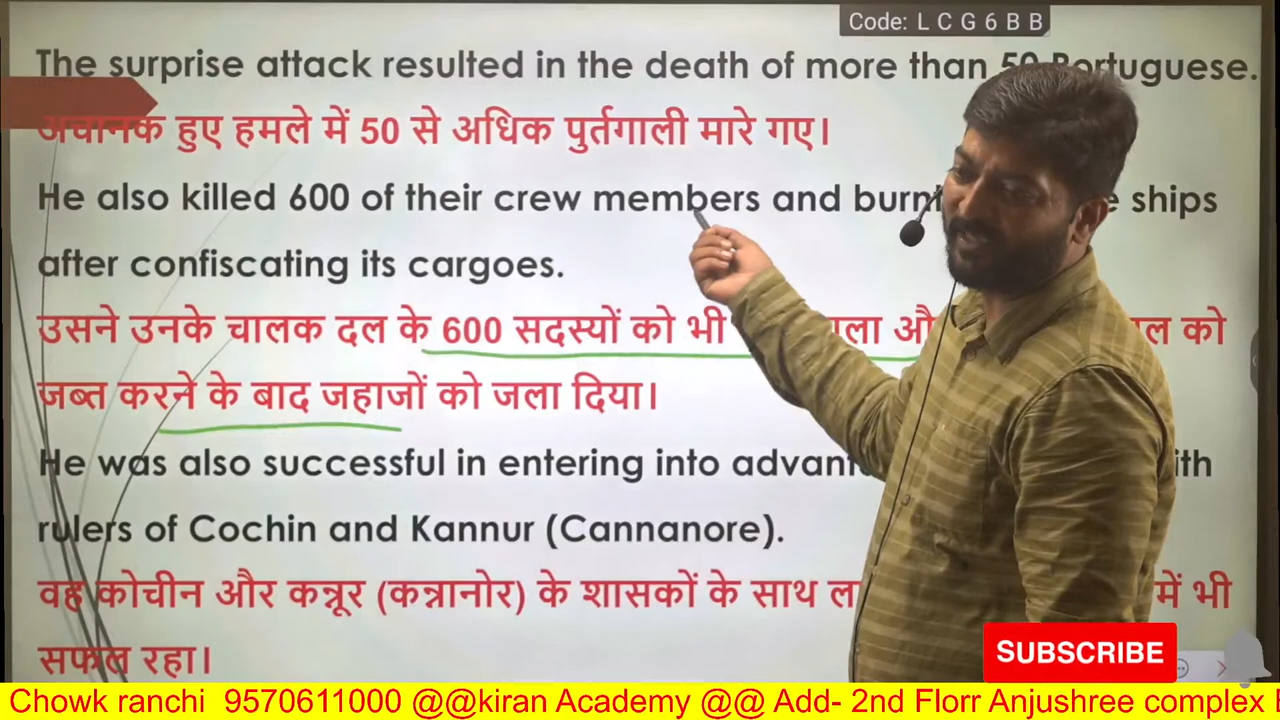 Code: L C G 6 B B
The surprise attack resulted in the death of more than 50 Portuguese.
अचानक हुए हमले में 50 से अधिक पुर्तगाली मारे गए।
He also killed 600 of their crew members and burnt ships
after confiscating its cargoes.
उसने उनके चालक दल के 600 सदस्यों को भी को
जब्त करने के बाद जहाजों को जला दिया।
He was also successful in entering into
rulers of Cochin and Kannur (Cannanore).
वह कोचीन और कन्नूर (कन्नानोर) के शासकों के साथ में भी
सफल रहा।
SUBSCRIBE
Chowk ranchi 9570611000 @@kiran Academy @@ Add- 2nd Florr Anjushree complex